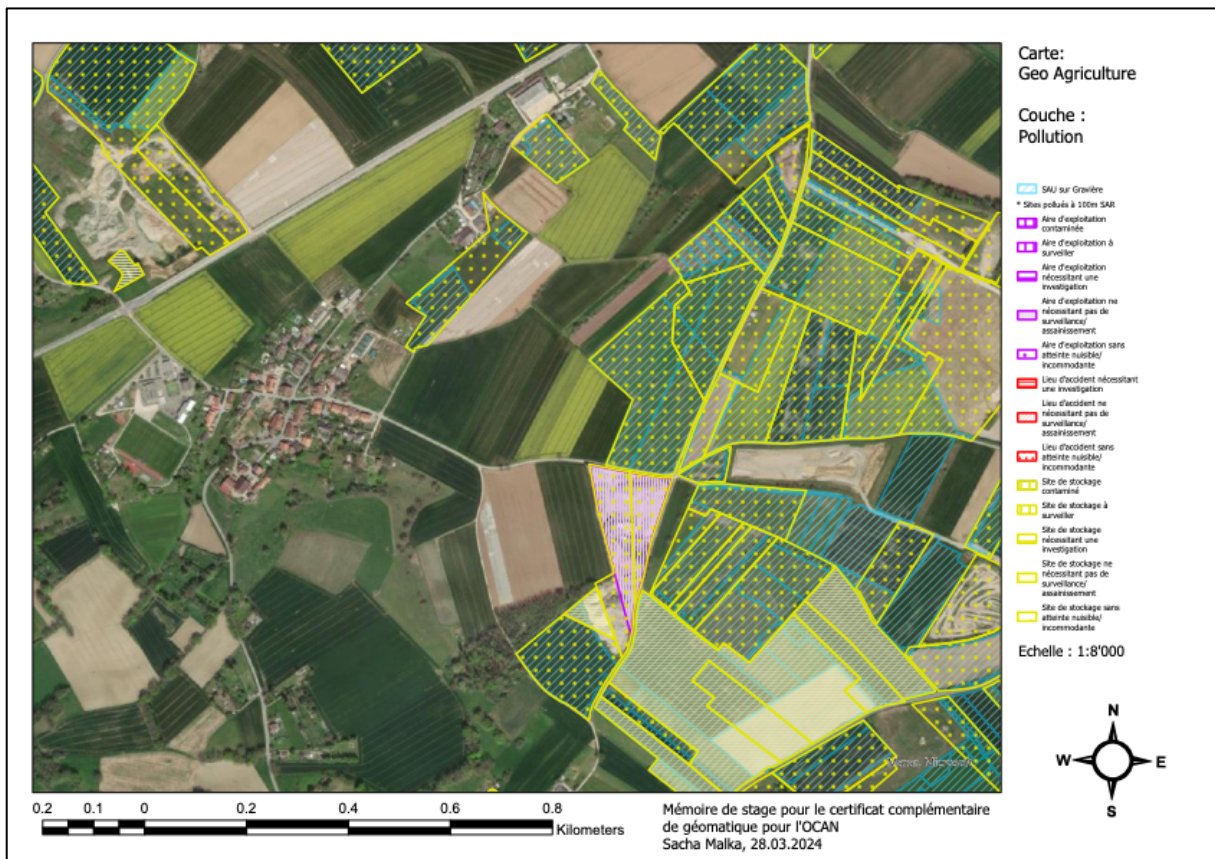 Carte:
Geo Agriculture
Couche :
Pollution
SAU sur Gravière
* Sites pollués à 100m SAR
Aire d'exploitation
contaminée
Aire d'exploitation à
surveiller
Aire d'exploitation
nécessitant une
investigation
Aire d'exploitation ne
nécessitant pas de
surveillance/
assainissement
Aire d'exploitation sans
atteinte nuisible/
incommodante
Lieu d'accident nécessitant
une investigation
Lieu d'accident ne
nécessitant pas de
surveillance/
assainissement
Lieu d'accident sans
atteinte nuisible/
incommodante
Site de stockage
contaminé
Site de stockage à
surveiller
Site de stockage
nécessitant une
investigation
Site de stockage ne
nécessitant pas de
surveillance/
assainissement
Site de stockage sans
atteinte nuisible/
incommodante
Echelle : 1:8'000
N
W E
S
Microsoft
0.2 0.1 0 0.2 0.4 0.6 0.8
Kilometers
Mémoire de stage pour le certificat complémentaire
de géomatique pour l'OCAN
Sacha Malka, 28.03.2024